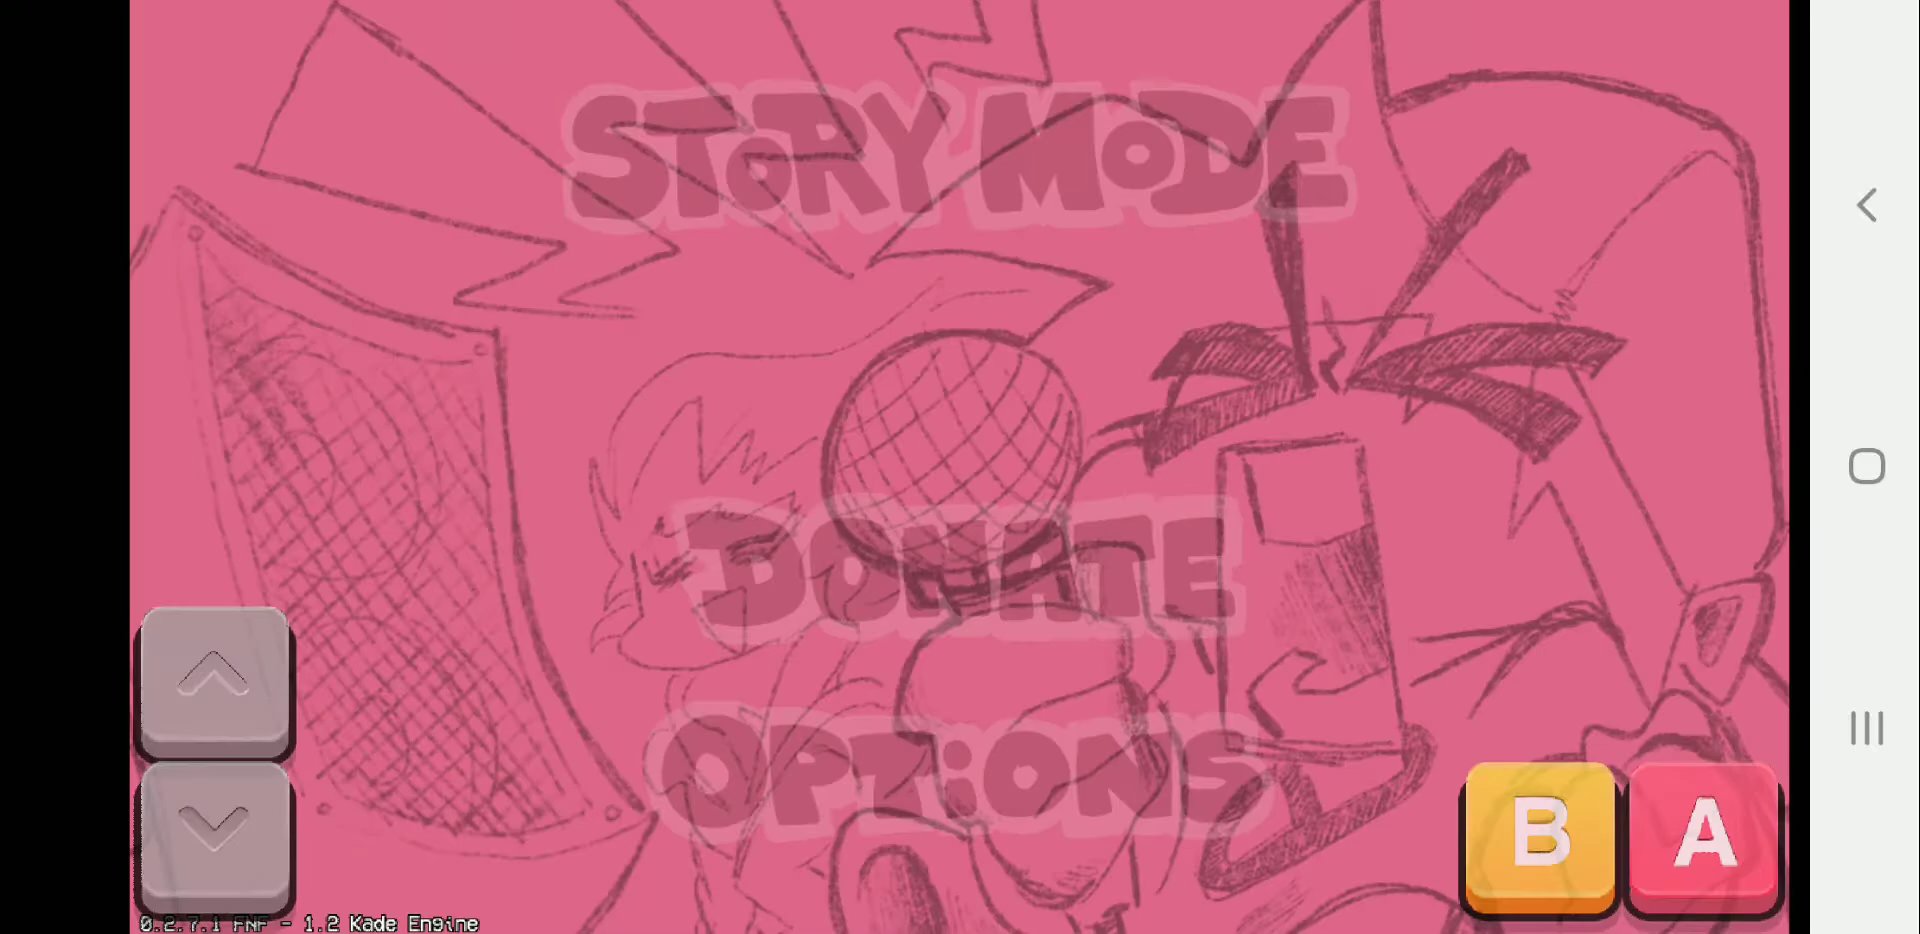 STORY MODE
DONATE
OPTIONS
B A
0.2.7.1 FNF - 1.2 Kade Engine